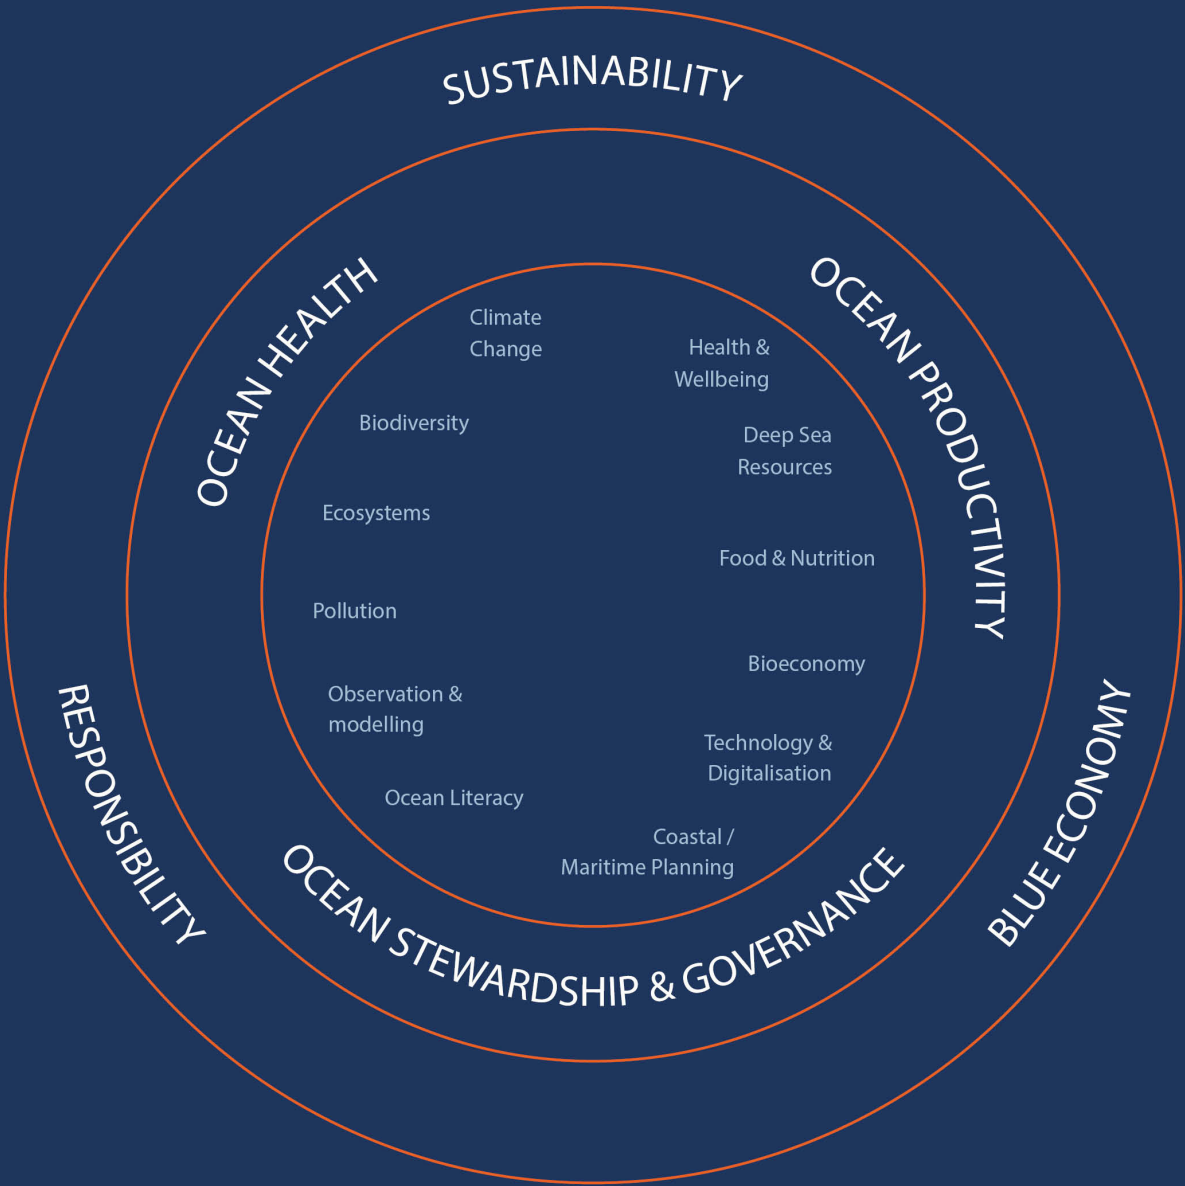 SUSTAINABILITY
OCEAN HEALTH
OCEAN PRODUCTIVITY
Climate
Change
Health &
Wellbeing
Biodiversity
Deep Sea
Resources
Ecosystems
Food & Nutrition
Pollution
Bioeconomy
Observation &
modelling
Technology &
Digitalisation
Ocean Literacy
Coastal /
Maritime Planning
RESPONSIBILITY
BLUE ECONOMY
OCEAN STEWARDSHIP & GOVERNANCE